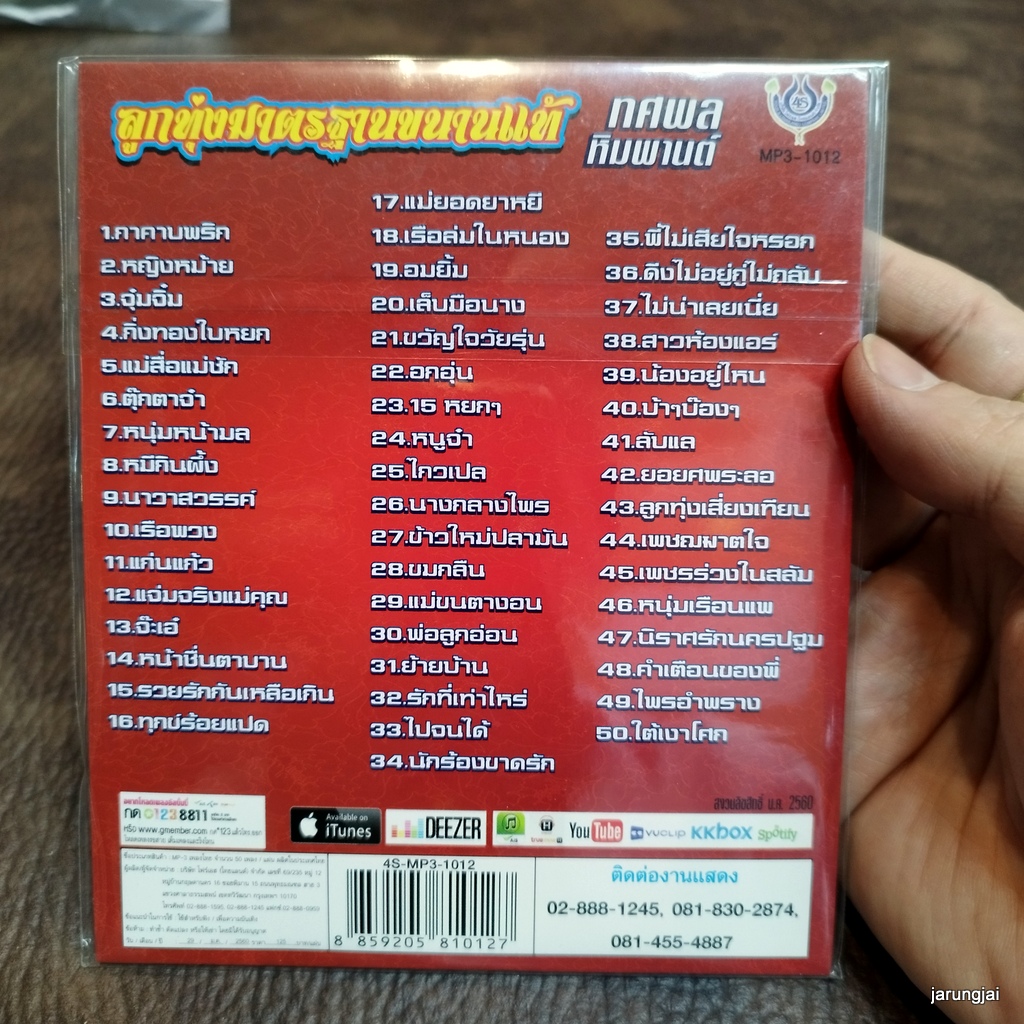 ลูกทุ่งมาตรฐานขนานแท้
ทศพล
หิมพานต์
4S
MP3-1012
1.กาคาบพริก
2.หญิงหม้าย
3.จุ๋มจิ๋ม
4.กิ่งทองใบหยก
5.แม่สื่อแม่ชัก
6.ตุ๊กตาจ๋า
7.หนุ่มหน้ามล
8.หมีกินผึ้ง
9.นาวาสวรรค์
10.เรือพวง
11.แก่นแก้ว
12.แจ๋มจริงแม่คุณ
13.จ๊ะเอ๋
14.หน้าชื่นตาบาน
15.รวยรักกันเหลือเกิน
16.ทุกข์ร้อยแปด
17.แม่ยอดยาหยี
18.เรือล่มในหนอง
19.อมยิ้ม
20.เล็บมือนาง
21.ขวัญใจวัยรุ่น
22.อกอุ่น
23.15 หยกๆ
24.หนูจ๋า
25.ไกวเปล
26.นางกลางไพร
27.ข้าวใหม่ปลามัน
28.ขมกลืน
29.แม่ขนตางอน
30.พ่อลูกอ่อน
31.ย้ายบ้าน
32.รักที่เท่าไหร่
33.ไปจนได้
34.นักร้องขาดรัก
35.พี่ไม่เสียใจหรอก
36.ดึงไม่อยู่กู่ไม่กลับ
37.ไม่น่าเลยเนี่ย
38.สาวห้องแอร์
39.น้องอยู่ไหน
40.บ้าๆบ๊องๆ
41.ลับแล
42.ยอยศพระลอ
43.ลูกทุ่งเสี่ยงเทียน
44.เพชฌฆาตใจ
45.เพชรร่วงในสลัม
46.หนุ่มเรือนแพ
47.นิราศรักนครปฐม
48.คำเตือนของพี่
49.ไพรอำพราง
50.ใต้เงาโศก
สงวนลิขสิทธิ์ ม.ค. 2560
กด 01238811
หรือ www.gmember.com กด *123
Available on
iTunes
DEEZER
You Tube
VUCLIP
KKBOX
Spotify
4S-MP3-1012
8 859205 810127
ติดต่องานแสดง
02-888-1245, 081-830-2874,
081-455-4887
jarungjai